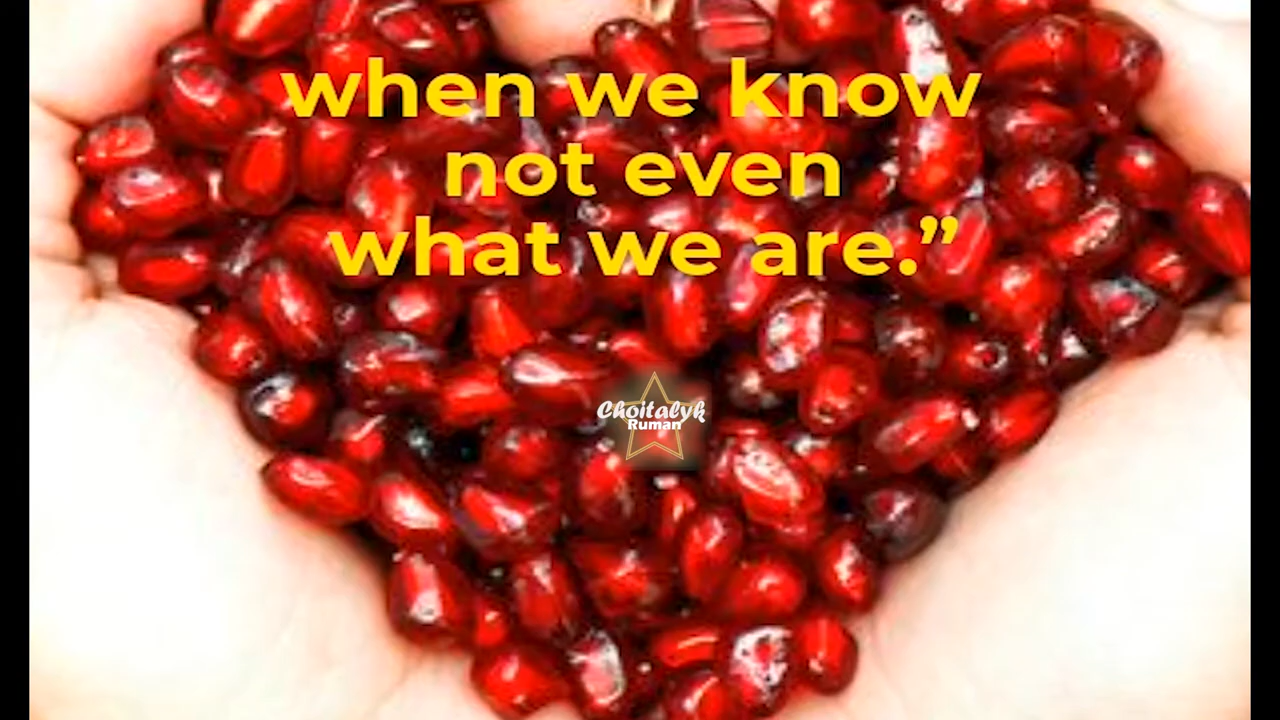 when we know
not even
what we are.”
Choitalyk
Ruman